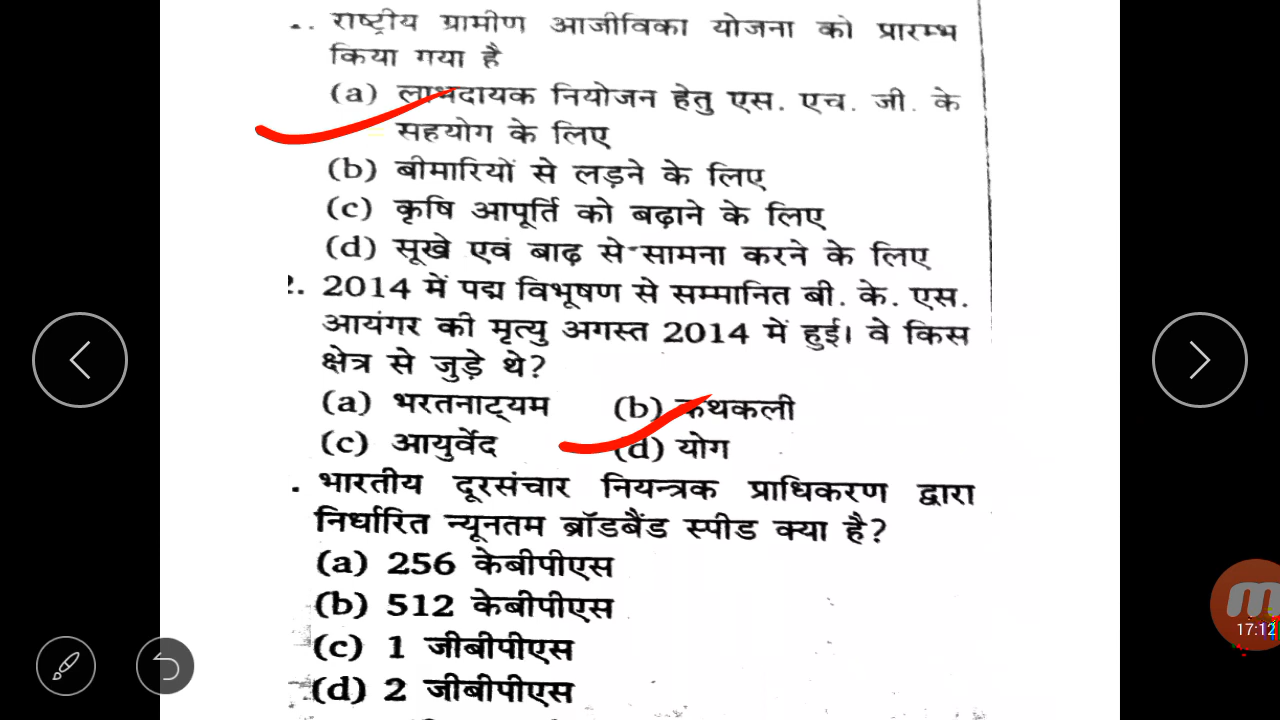 राष्ट्रीय ग्रामीण आजीविका योजना को प्रारम्भ
किया गया है
(a) लाभदायक नियोजन हेतु एस. एच. जी. के
सहयोग के लिए
(b) बीमारियों से लड़ने के लिए
(c) कृषि आपूर्ति को बढ़ाने के लिए
(d) सूखे एवं बाढ़ से सामना करने के लिए
2. 2014 में पद्म विभूषण से सम्मानित बी. के. एस.
आयंगर की मृत्यु अगस्त 2014 में हुई। वे किस
क्षेत्र से जुड़े थे?
(a) भरतनाट्यम (b) कथकली
(c) आयुर्वेद (d) योग
. भारतीय दूरसंचार नियन्त्रक प्राधिकरण द्वारा
निर्धारित न्यूनतम ब्रॉडबैंड स्पीड क्या है?
(a) 256 केबीपीएस
(b) 512 केबीपीएस
(c) 1 जीबीपीएस
(d) 2 जीबीपीएस
17:12